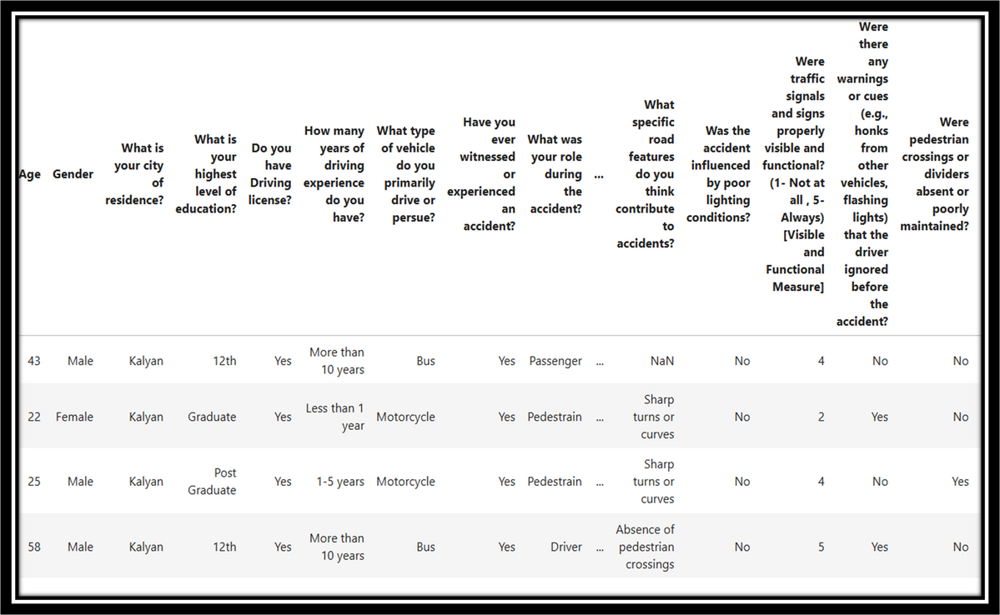 Age
Gender
What is
your city
of
residence?
What is
your
highest
level of
education?
Do you
have
Driving
license?
How many
years of
driving
experience
do you
have?
What type
of vehicle
do you
primarily
drive or
persue?
Have you
ever
witnessed
or
experienced
an
accident?
What was
your role
during
the
accident?
...
What
specific
road
features
do you
think
contribute
to
accidents?
Was the
accident
influenced
by poor
lighting
conditions?
Were
traffic
signals
and signs
properly
visible and
functional?
(1- Not at
all , 5-
Always)
[Visible
and
Functional
Measure]
Were
there
any
warnings
or cues
(e.g.,
honks
from
other
vehicles,
flashing
lights)
that the
driver
ignored
before
the
accident?
Were
pedestrian
crossings or
dividers
absent or
poorly
maintained?
43
Male
Kalyan
12th
Yes
More than
10 years
Bus
Yes
Passenger
...
NaN
No
4
No
No
22
Female
Kalyan
Graduate
Yes
Less than 1
year
Motorcycle
Yes
Pedestrain
...
Sharp
turns or
curves
No
2
Yes
No
25
Male
Kalyan
Post
Graduate
Yes
1-5 years
Motorcycle
Yes
Pedestrain
...
Sharp
turns or
curves
No
4
No
Yes
58
Male
Kalyan
12th
Yes
More than
10 years
Bus
Yes
Driver
...
Absence of
pedestrian
crossings
No
5
Yes
No